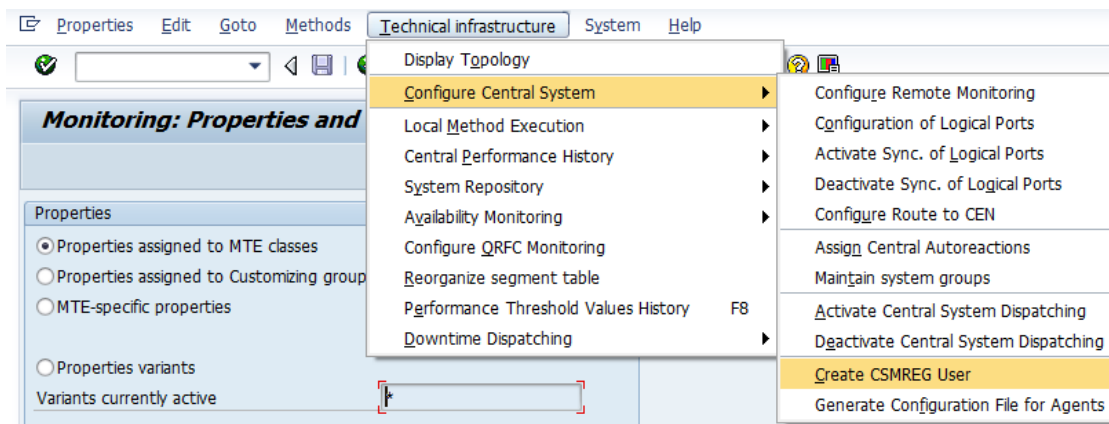 Properties Edit Goto Methods Technical infrastructure System Help
Monitoring: Properties and
Properties
Properties assigned to MTE classes
Properties assigned to Customizing group
MTE-specific properties
Properties variants
Variants currently active *
Display Topology
Configure Central System
Local Method Execution
Central Performance History
System Repository
Availability Monitoring
Configure QRFC Monitoring
Reorganize segment table
Performance Threshold Values History F8
Downtime Dispatching
Configure Remote Monitoring
Configuration of Logical Ports
Activate Sync. of Logical Ports
Deactivate Sync. of Logical Ports
Configure Route to CEN
Assign Central Autoreactions
Maintain system groups
Activate Central System Dispatching
Deactivate Central System Dispatching
Create CSMREG User
Generate Configuration File for Agents